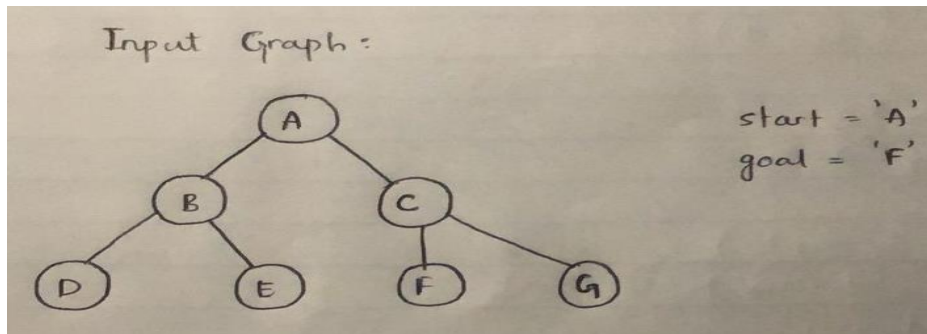 Input Graph:
start = 'A'
goal = 'F'
A
B C
D E F G